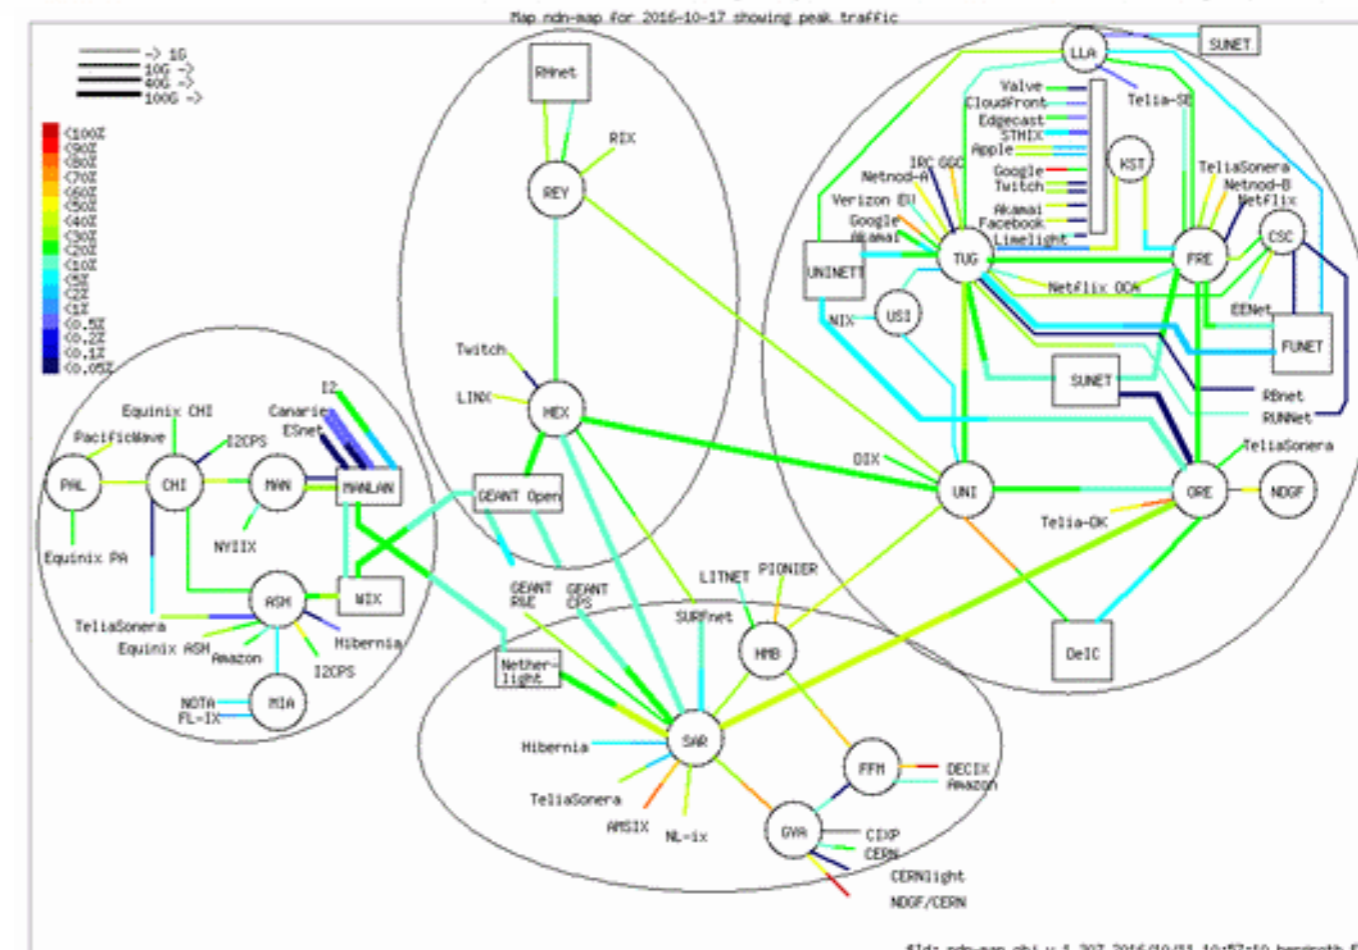 Map ndn-map for 2016-10-17 showing peak traffic
-> 1G
10G ->
40G ->
100G ->
<100%
<90%
<80%
<70%
<60%
<50%
<40%
<30%
<20%
<10%
<5%
<2%
<1%
<0.5%
<0.2%
<0.1%
<0.05%
RHnet
RIX
REY
Twitch
LINX
HEX
GEANT Open
GEANT
R&E
GEANT
CPS
I2
Canarie
ESnet
Equinix CHI
PacificWave
I2CPS
PAL
CHI
MAN
MANLAN
NYIIX
Equinix PA
ASH
WIX
TeliaSonera
Equinix ASH
Amazon
Hibernia
I2CPS
NOTA
FL-IX
MIA
LLA
SUNET
Telia-SE
Valve
Cloudfront
Edgecast
STHIX
Apple
Google
Twitch
Akamai
Facebook
Limelight
KST
IRC GGC
Netnod-A
Verizon EU
Google
Akamai
TeliaSonera
Netnod-B
Netflix
CSC
UNINETT
TUG
FRE
Netflix OCA
EENet
NIX
USI
FUNET
SUNET
RBnet
RUNNet
DIX
UNI
ORE
TeliaSonera
NDGF
Telia-DK
DeIC
LITNET
PIONIER
SURFnet
HMB
Nether-
light
SAR
Hibernia
TeliaSonera
AMSIX
NL-ix
FFM
DECIX
Amazon
GVA
CIXP
CERN
CERNlight
NDGF/CERN